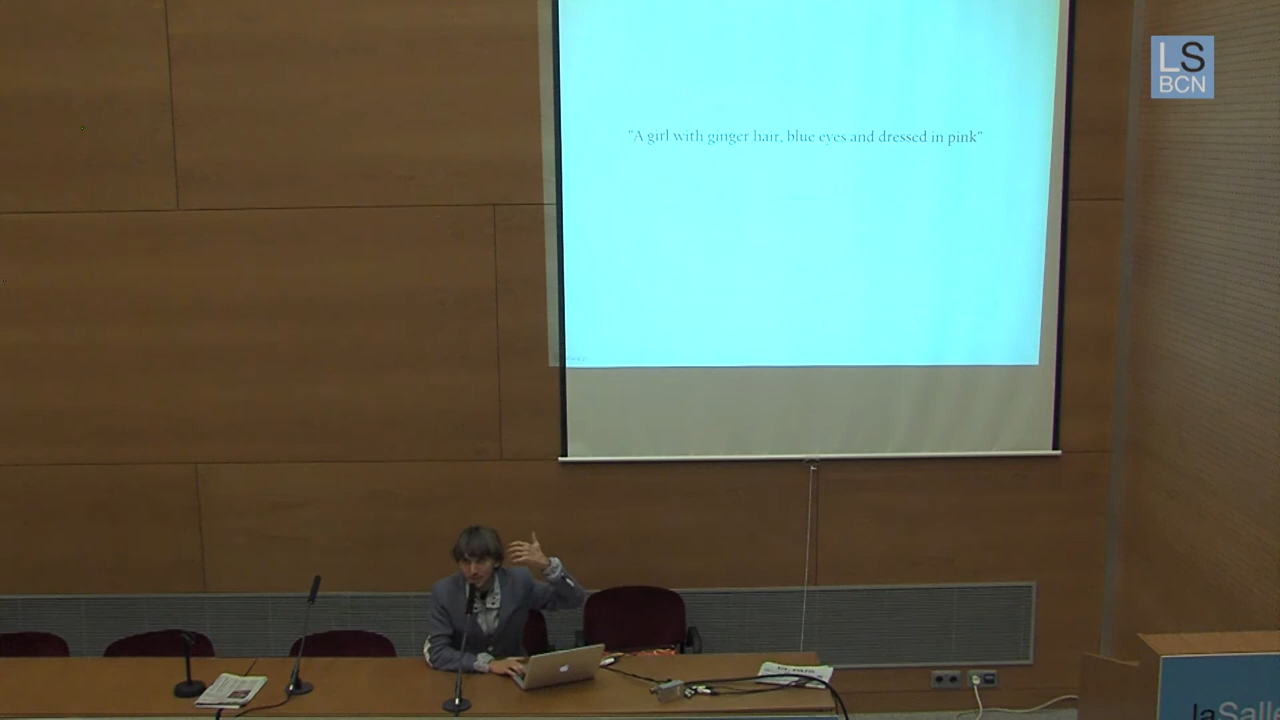 LS
BCN
"A girl with ginger hair, blue eyes and dressed in pink"
laSall